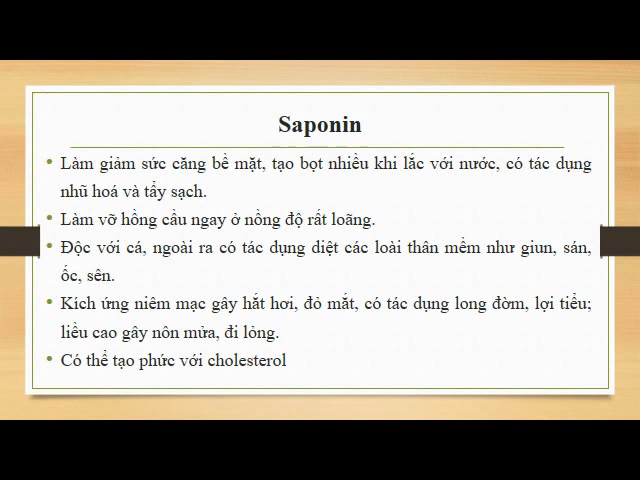 Saponin
• Làm giảm sức căng bề mặt, tạo bọt nhiều khi lắc với nước, có tác dụng
nhũ hoá và tẩy sạch.
• Làm vỡ hồng cầu ngay ở nồng độ rất loãng.
• Độc với cá, ngoài ra có tác dụng diệt các loài thân mềm như giun, sán,
ốc, sên.
• Kích ứng niêm mạc gây hắt hơi, đỏ mắt, có tác dụng long đờm, lợi tiểu;
liều cao gây nôn mửa, đi lỏng.
• Có thể tạo phức với cholesterol